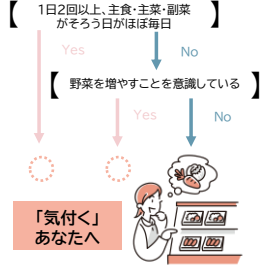 1日2回以上、主食・主菜・副菜
がそろう日がほぼ毎日
Yes
No
野菜を増やすことを意識している
Yes
No
「気付く」
あなたへ